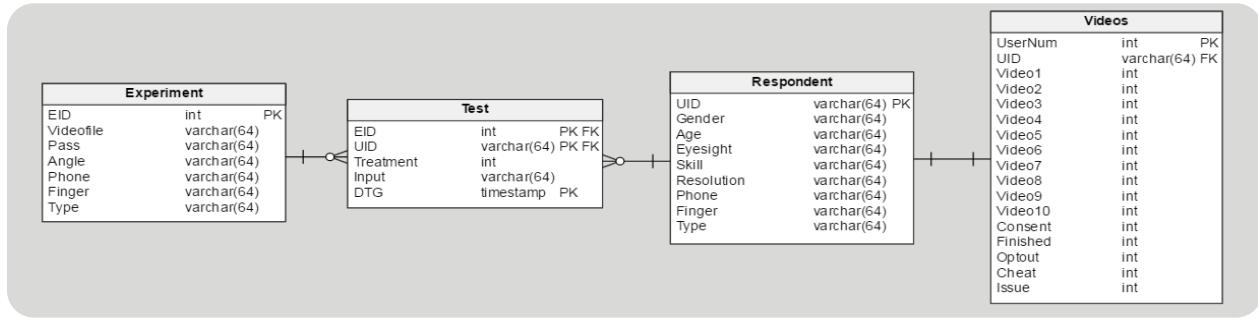 Experiment
EID int PK
Videofile varchar(64)
Pass varchar(64)
Angle varchar(64)
Phone varchar(64)
Finger varchar(64)
Type varchar(64)
Test
EID int PK FK
UID varchar(64) PK FK
Treatment int
Input varchar(64)
DTG timestamp PK
Respondent
UID varchar(64) PK
Gender varchar(64)
Age varchar(64)
Eyesight varchar(64)
Skill varchar(64)
Resolution varchar(64)
Phone varchar(64)
Finger varchar(64)
Type varchar(64)
Videos
UserNum int PK
UID varchar(64) FK
Video1 int
Video2 int
Video3 int
Video4 int
Video5 int
Video6 int
Video7 int
Video8 int
Video9 int
Video10 int
Consent int
Finished int
Optout int
Cheat int
Issue int